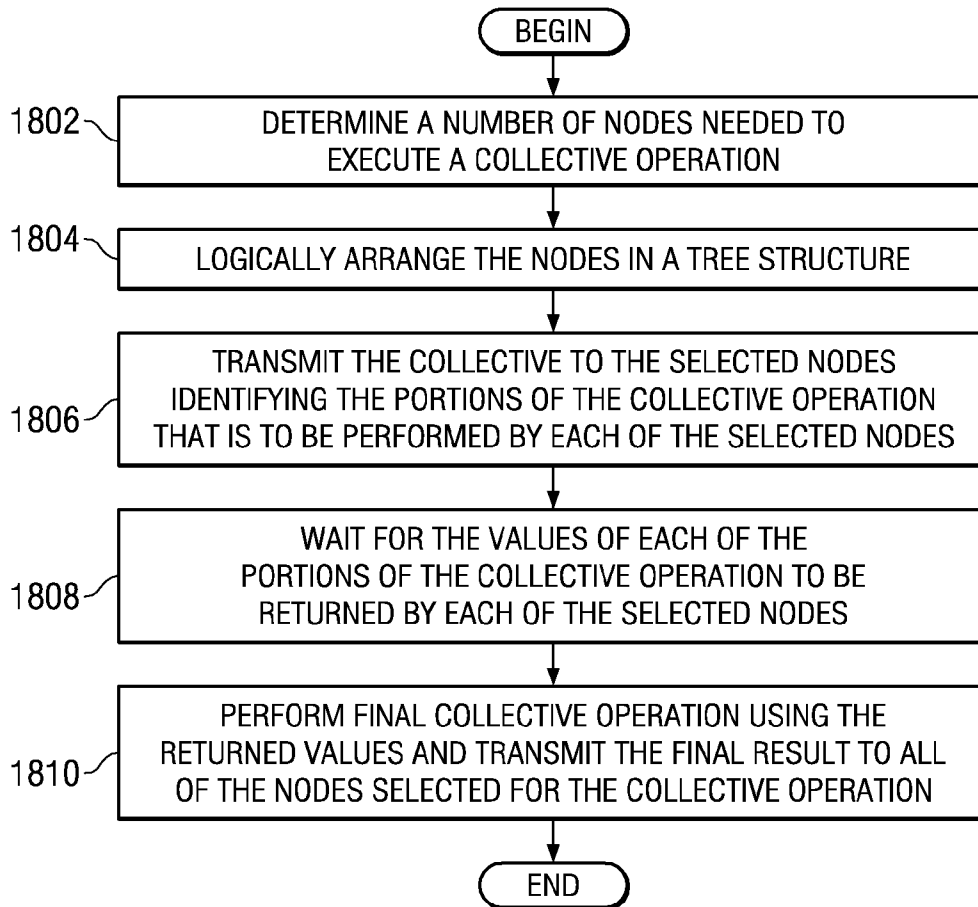 BEGIN
1802
DETERMINE A NUMBER OF NODES NEEDED TO
EXECUTE A COLLECTIVE OPERATION
1804
LOGICALLY ARRANGE THE NODES IN A TREE STRUCTURE
1806
TRANSMIT THE COLLECTIVE TO THE SELECTED NODES
IDENTIFYING THE PORTIONS OF THE COLLECTIVE OPERATION
THAT IS TO BE PERFORMED BY EACH OF THE SELECTED NODES
1808
WAIT FOR THE VALUES OF EACH OF THE
PORTIONS OF THE COLLECTIVE OPERATION TO BE
RETURNED BY EACH OF THE SELECTED NODES
1810
PERFORM FINAL COLLECTIVE OPERATION USING THE
RETURNED VALUES AND TRANSMIT THE FINAL RESULT TO ALL
OF THE NODES SELECTED FOR THE COLLECTIVE OPERATION
END